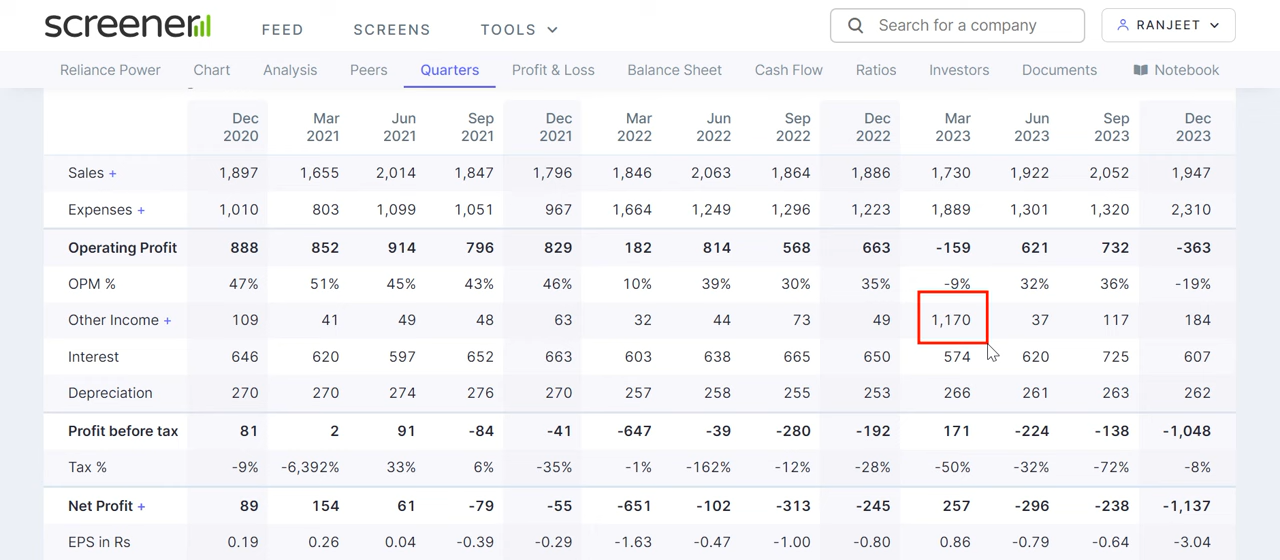 screener
FEED SCREENS TOOLS Search for a company RANJEET
Reliance Power Chart Analysis Peers Quarters Profit & Loss Balance Sheet Cash Flow Ratios Investors Documents Notebook
Dec 2020 Mar 2021 Jun 2021 Sep 2021 Dec 2021 Mar 2022 Jun 2022 Sep 2022 Dec 2022 Mar 2023 Jun 2023 Sep 2023 Dec 2023
Sales + 1,897 1,655 2,014 1,847 1,796 1,846 2,063 1,864 1,886 1,730 1,922 2,052 1,947
Expenses + 1,010 803 1,099 1,051 967 1,664 1,249 1,296 1,223 1,889 1,301 1,320 2,310
Operating Profit 888 852 914 796 829 182 814 568 663 -159 621 732 -363
OPM % 47% 51% 45% 43% 46% 10% 39% 30% 35% -9% 32% 36% -19%
Other Income + 109 41 49 48 63 32 44 73 49 1,170 37 117 184
Interest 646 620 597 652 663 603 638 665 650 574 620 725 607
Depreciation 270 270 274 276 270 257 258 255 253 266 261 263 262
Profit before tax 81 2 91 -84 -41 -647 -39 -280 -192 171 -224 -138 -1,048
Tax % -9% -6,392% 33% 6% -35% -1% -162% -12% -28% -50% -32% -72% -8%
Net Profit + 89 154 61 -79 -55 -651 -102 -313 -245 257 -296 -238 -1,137
EPS in Rs 0.19 0.26 0.04 -0.39 -0.29 -1.63 -0.47 -1.00 -0.80 0.86 -0.79 -0.64 -3.04